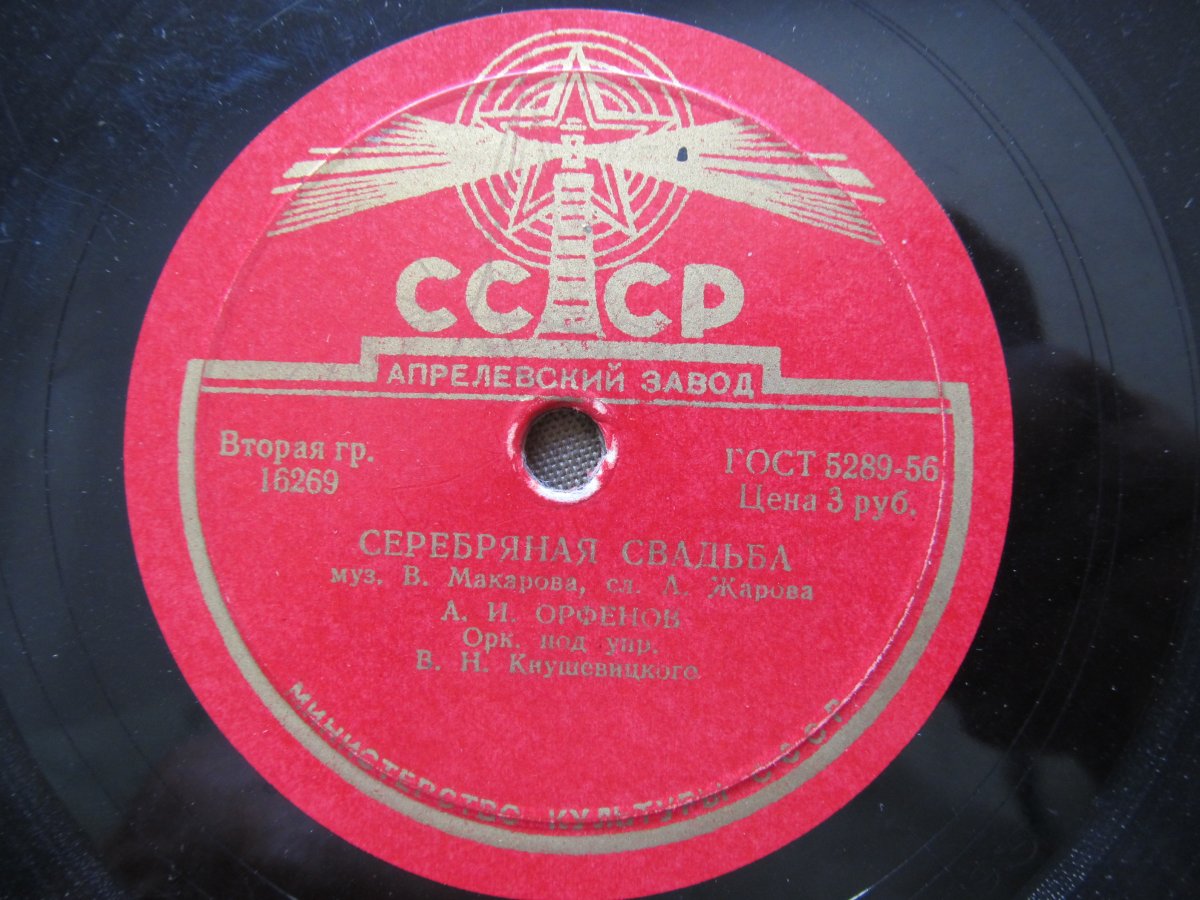 СССР
АПРЕЛЕВСКИЙ ЗАВОД
Вторая гр.
16269
ГОСТ 5289-56
Цена 3 руб.
СЕРЕБРЯНАЯ СВАДЬБА
муз. В. Макарова, сл. А. Жарова
А. И. ОРФЕНОВ
Орк. под упр.
В. Н. Кнушевицкого
МИНИСТЕРСТВО КУЛЬТУРЫ СССР